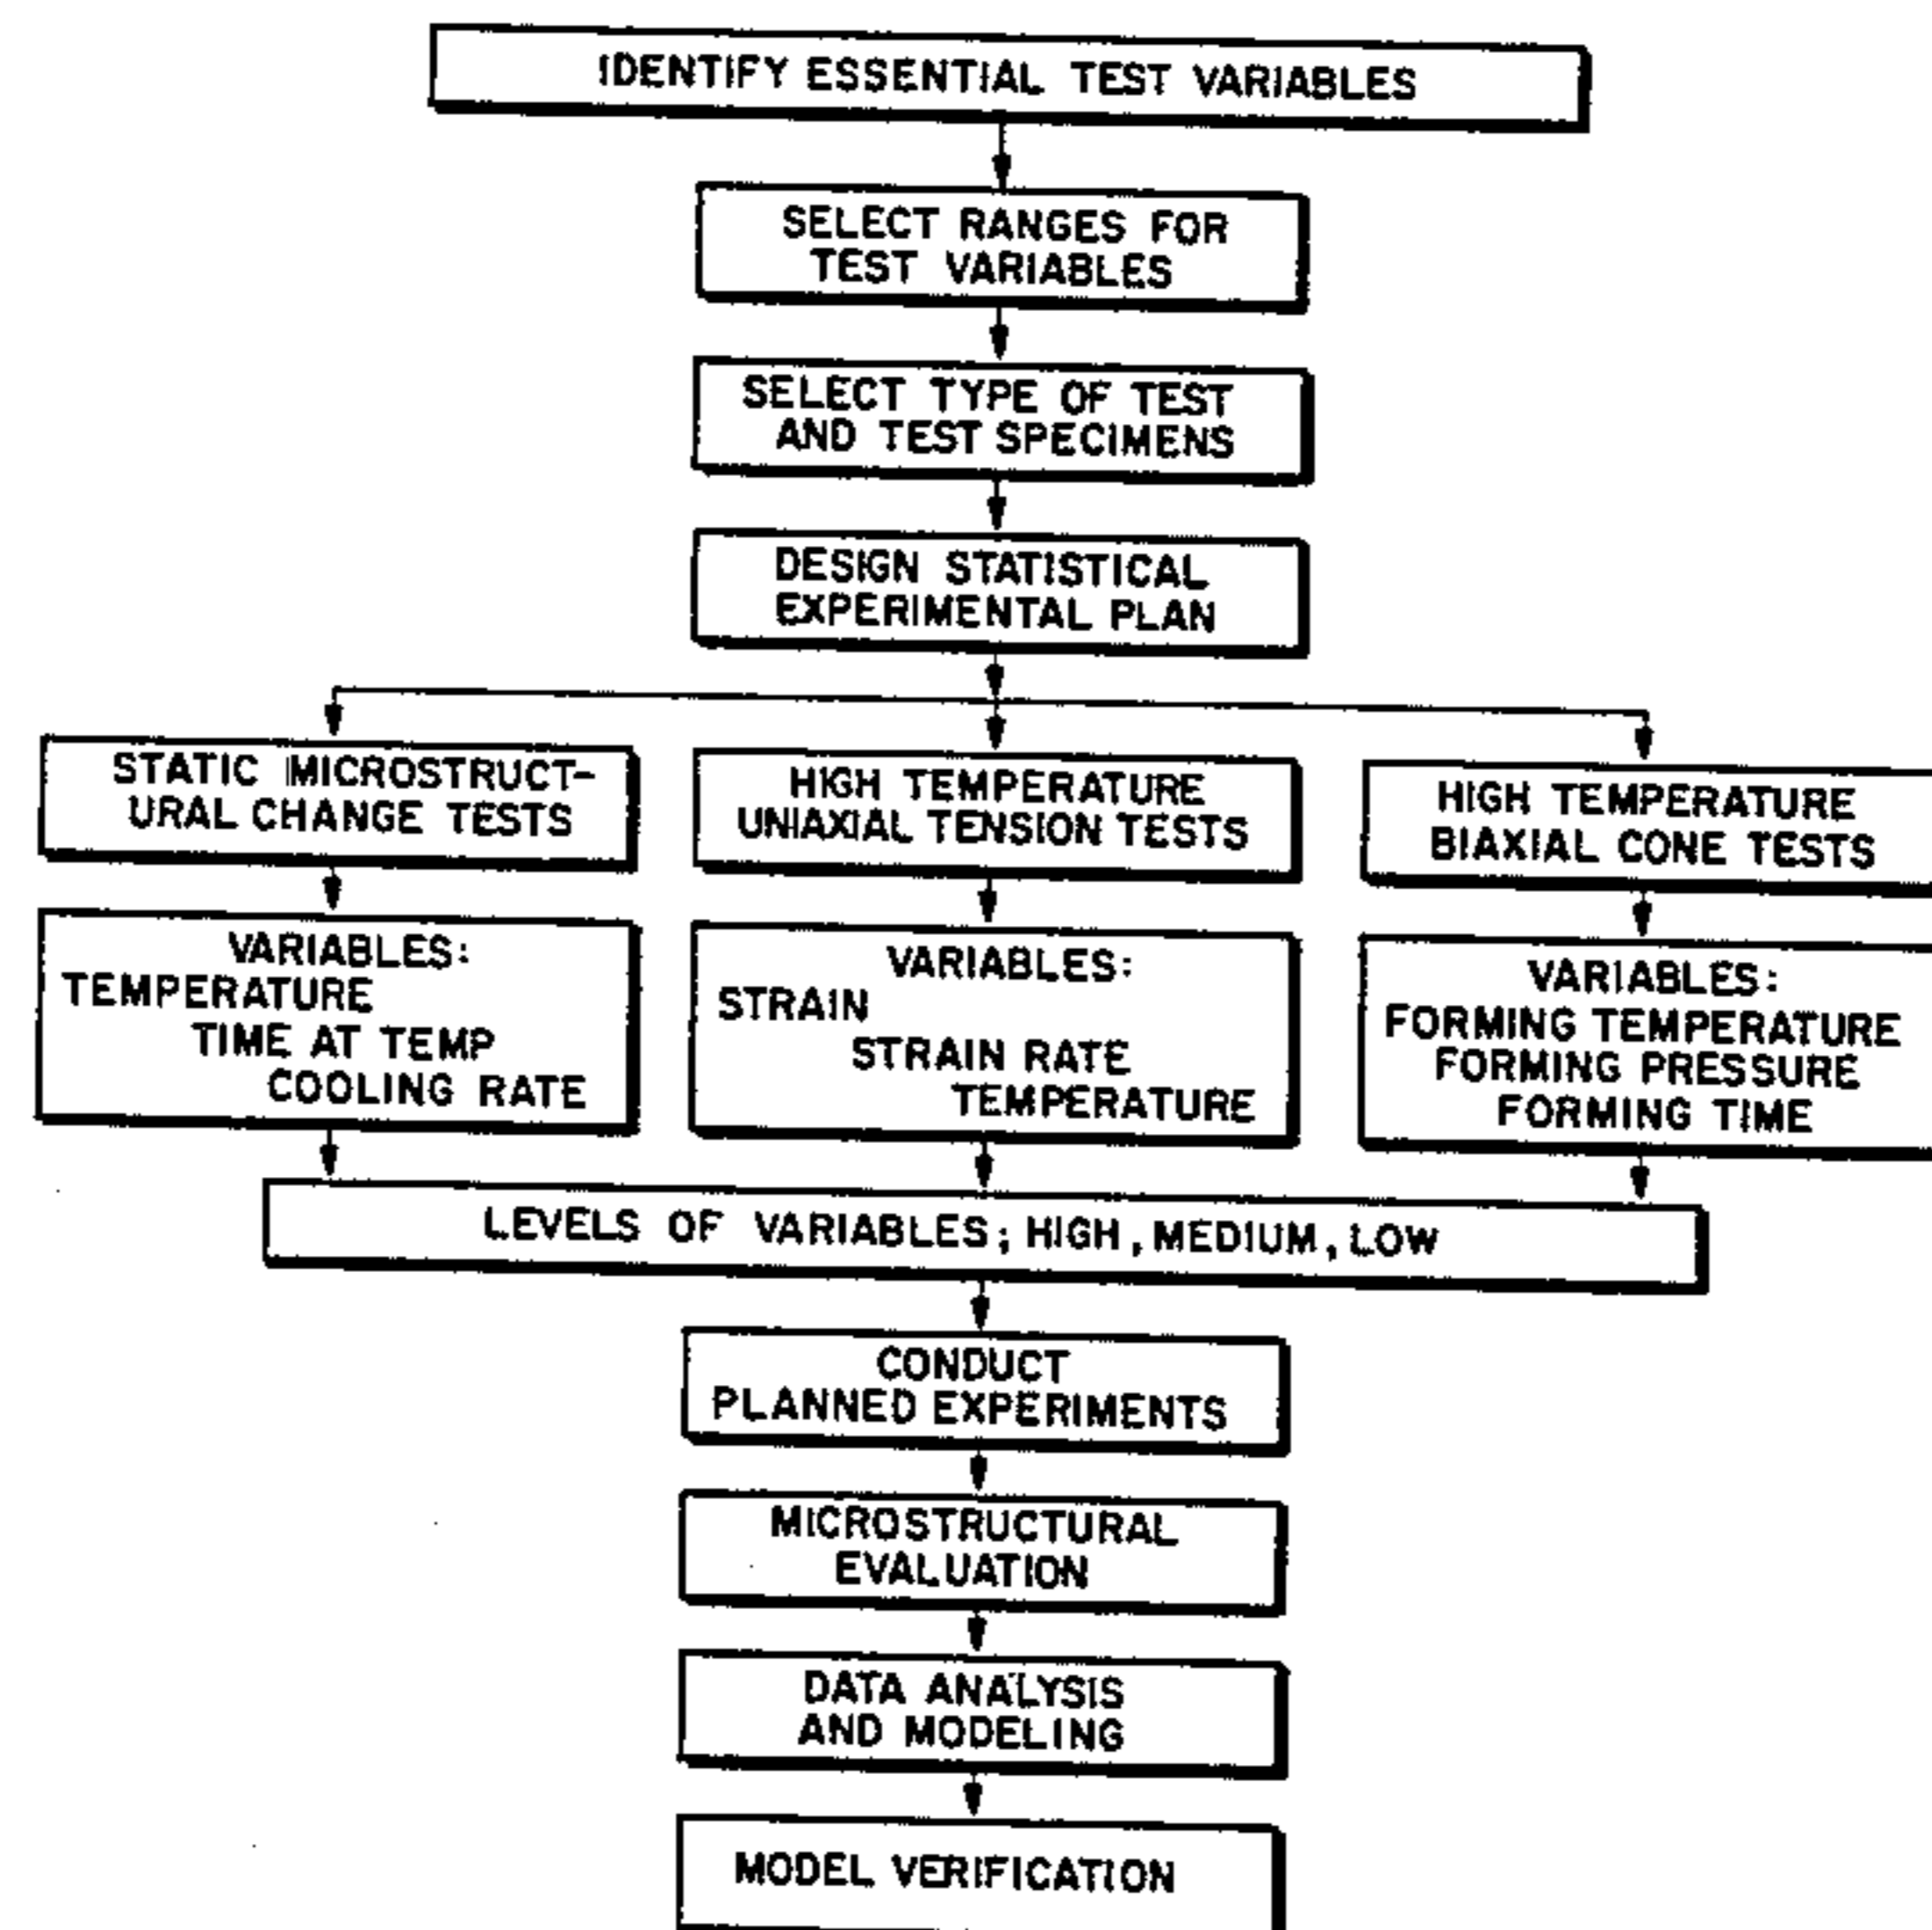 IDENTIFY ESSENTIAL TEST VARIABLES
SELECT RANGES FOR
TEST VARIABLES
SELECT TYPE OF TEST
AND TEST SPECIMENS
DESIGN STATISTICAL
EXPERIMENTAL PLAN
STATIC MICROSTRUCT-
URAL CHANGE TESTS
HIGH TEMPERATURE
UNIAXIAL TENSION TESTS
HIGH TEMPERATURE
BIAXIAL CONE TESTS
VARIABLES:
TEMPERATURE
TIME AT TEMP
COOLING RATE
VARIABLES:
STRAIN
STRAIN RATE
TEMPERATURE
VARIABLES:
FORMING TEMPERATURE
FORMING PRESSURE
FORMING TIME
LEVELS OF VARIABLES; HIGH, MEDIUM, LOW
CONDUCT
PLANNED EXPERIMENTS
MICROSTRUCTURAL
EVALUATION
DATA ANALYSIS
AND MODELING
MODEL VERIFICATION